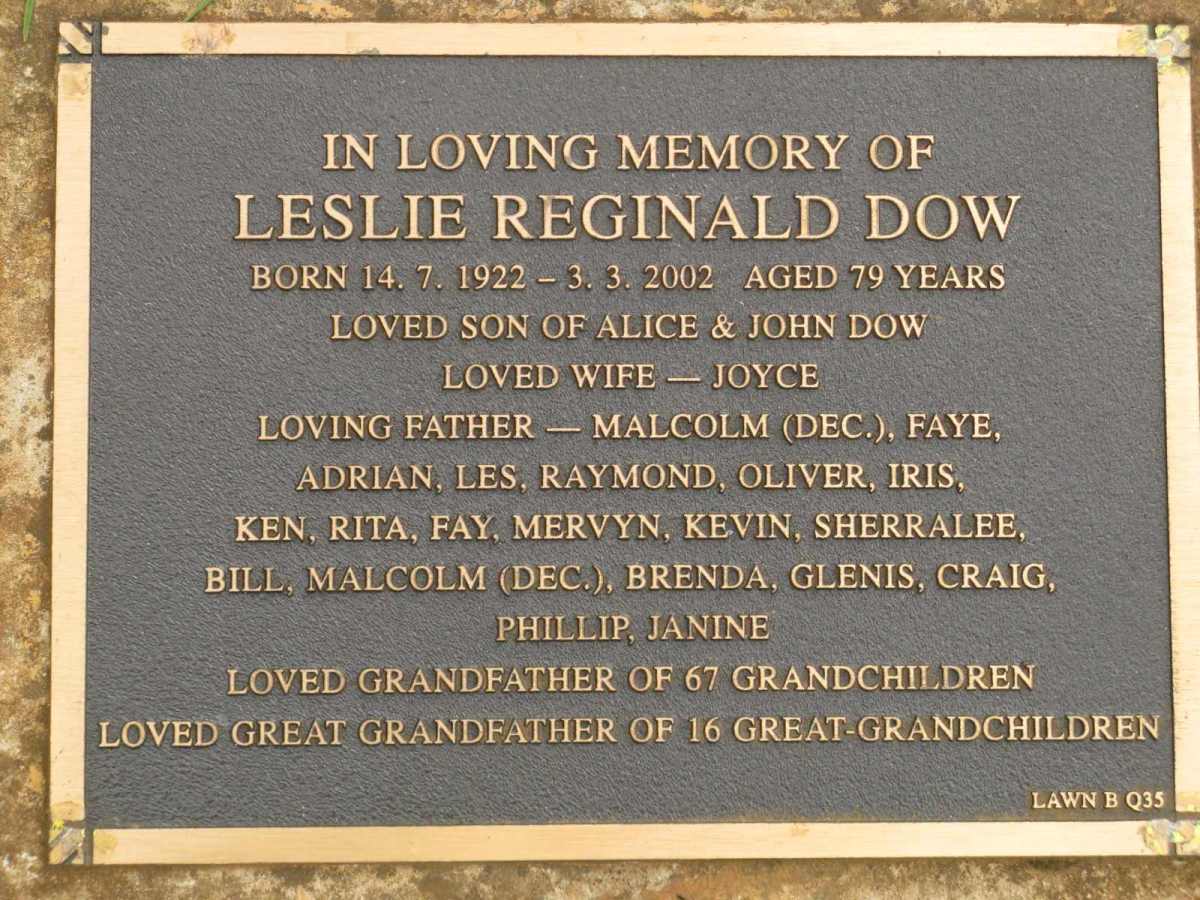 IN LOVING MEMORY OF
LESLIE REGINALD DOW
BORN 14. 7. 1922 – 3. 3. 2002 AGED 79 YEARS
LOVED SON OF ALICE & JOHN DOW
LOVED WIFE — JOYCE
LOVING FATHER — MALCOLM (DEC.), FAYE,
ADRIAN, LES, RAYMOND, OLIVER, IRIS,
KEN, RITA, FAY, MERVYN, KEVIN, SHERRALEE,
BILL, MALCOLM (DEC.), BRENDA, GLENIS, CRAIG,
PHILLIP, JANINE
LOVED GRANDFATHER OF 67 GRANDCHILDREN
LOVED GREAT GRANDFATHER OF 16 GREAT-GRANDCHILDREN
LAWN B Q35